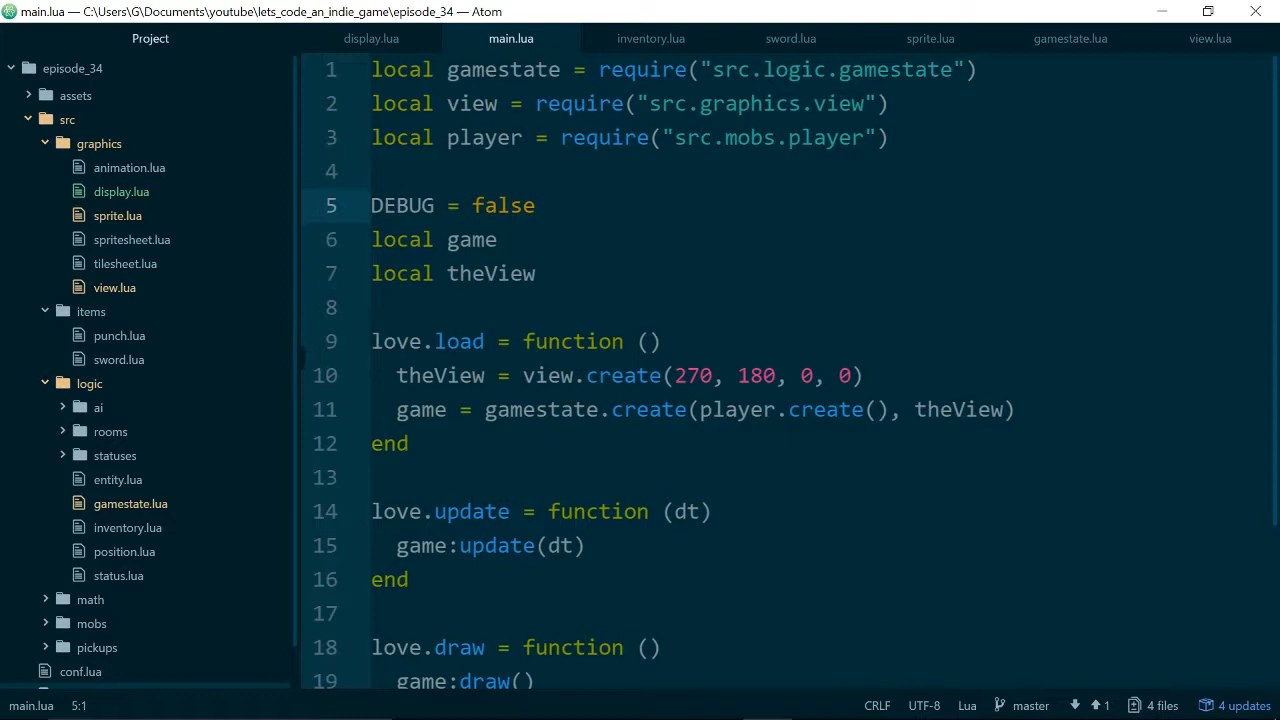 main.lua — C:\Users\G\Documents\youtube\lets_code_an_indie_game\episode_34 — Atom
Project
display.lua
main.lua
inventory.lua
sword.lua
sprite.lua
gamestate.lua
view.lua
episode_34
assets
src
graphics
animation.lua
display.lua
sprite.lua
spritesheet.lua
tilesheet.lua
view.lua
items
punch.lua
sword.lua
logic
ai
rooms
statuses
entity.lua
gamestate.lua
inventory.lua
position.lua
status.lua
math
mobs
pickups
conf.lua
1 local gamestate = require("src.logic.gamestate")
2 local view = require("src.graphics.view")
3 local player = require("src.mobs.player")
4
5 DEBUG = false
6 local game
7 local theView
8
9 love.load = function ()
10 theView = view.create(270, 180, 0, 0)
11 game = gamestate.create(player.create(), theView)
12 end
13
14 love.update = function (dt)
15 game:update(dt)
16 end
17
18 love.draw = function ()
19 game:draw()
main.lua 5:1 CRLF UTF-8 Lua master 1 4 files 4 updates